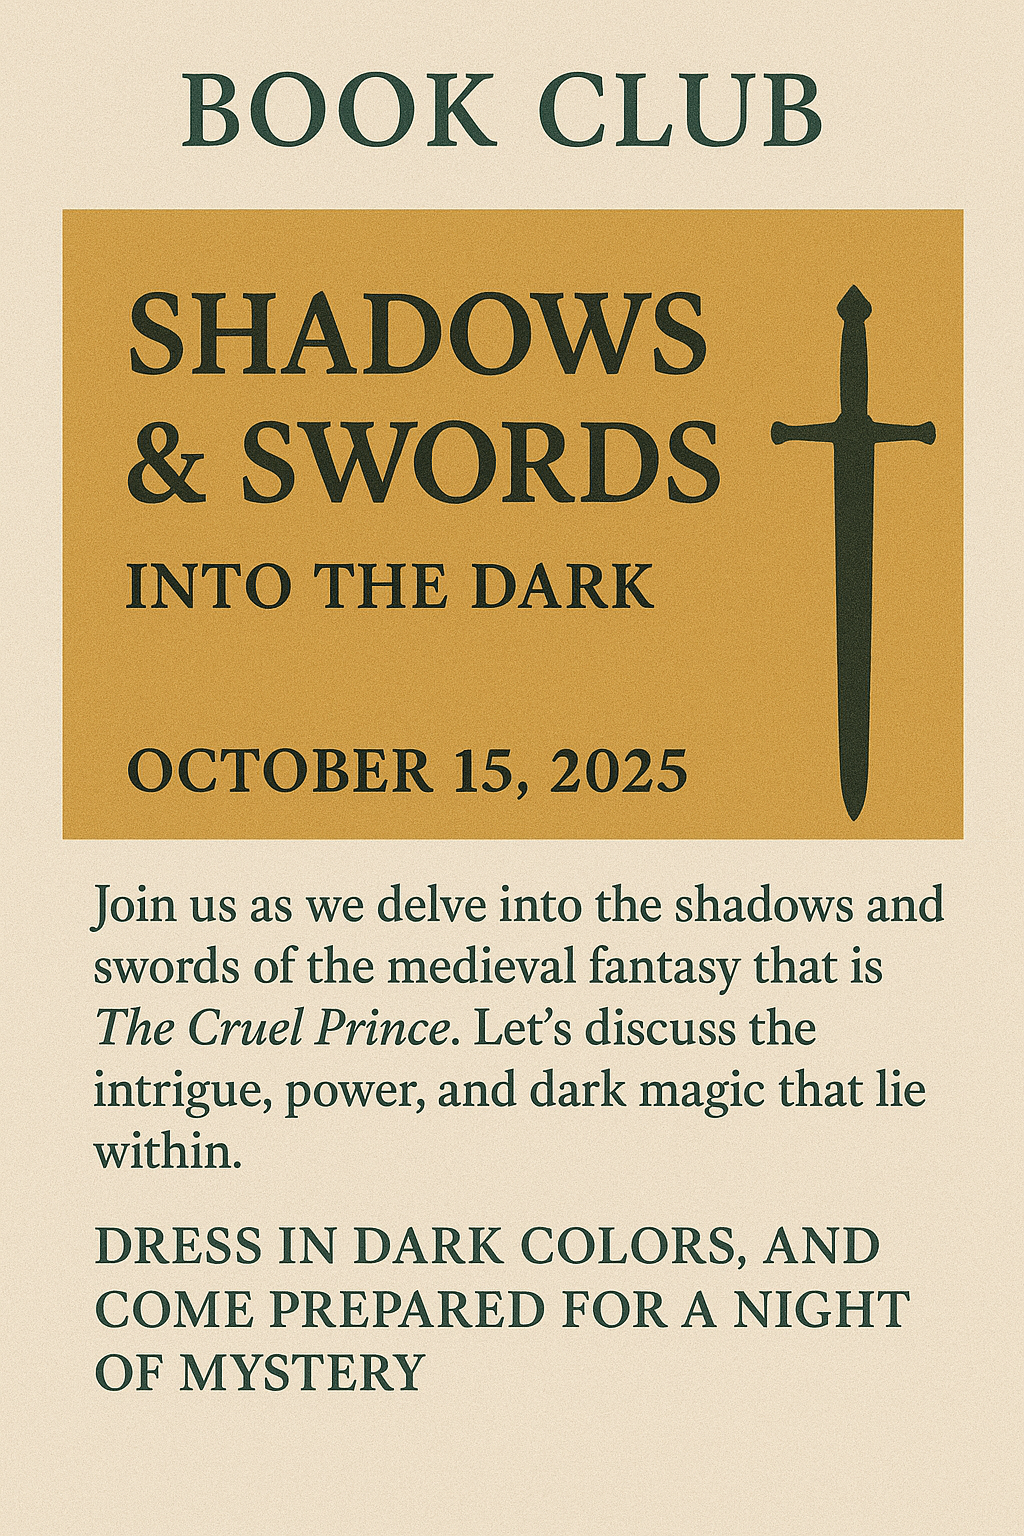 BOOK CLUB
SHADOWS
& SWORDS
INTO THE DARK
OCTOBER 15, 2025
Join us as we delve into the shadows and
swords of the medieval fantasy that is
The Cruel Prince. Let’s discuss the
intrigue, power, and dark magic that lie
within.
DRESS IN DARK COLORS, AND
COME PREPARED FOR A NIGHT
OF MYSTERY